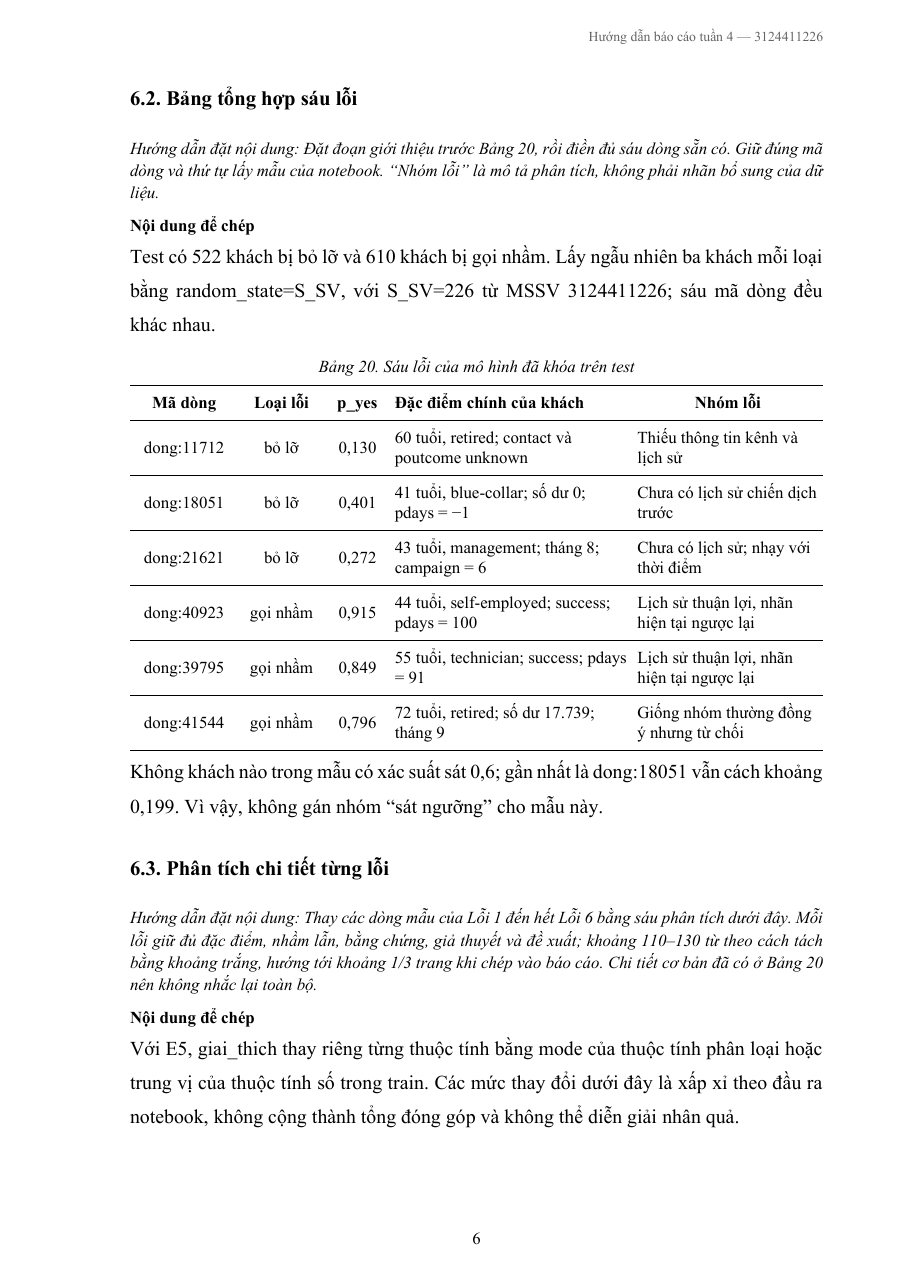 Hướng dẫn báo cáo tuần 4 — 3124411226
6.2. Bảng tổng hợp sáu lỗi
Hướng dẫn đặt nội dung: Đặt đoạn giới thiệu trước Bảng 20, rồi điền đủ sáu dòng sẵn có. Giữ đúng mã
dòng và thứ tự lấy mẫu của notebook. “Nhóm lỗi” là mô tả phân tích, không phải nhãn bổ sung của dữ
liệu.
Nội dung để chép
Test có 522 khách bị bỏ lỡ và 610 khách bị gọi nhầm. Lấy ngẫu nhiên ba khách mỗi loại
bằng random_state=S_SV, với S_SV=226 từ MSSV 3124411226; sáu mã dòng đều
khác nhau.
Bảng 20. Sáu lỗi của mô hình đã khóa trên test
Mã dòng Loại lỗi p_yes Đặc điểm chính của khách Nhóm lỗi
dong:11712 bỏ lỡ 0,130 60 tuổi, retired; contact và poutcome unknown Thiếu thông tin kênh và lịch sử
dong:18051 bỏ lỡ 0,401 41 tuổi, blue-collar; số dư 0; pdays = −1 Chưa có lịch sử chiến dịch trước
dong:21621 bỏ lỡ 0,272 43 tuổi, management; tháng 8; campaign = 6 Chưa có lịch sử; nhạy với thời điểm
dong:40923 gọi nhầm 0,915 44 tuổi, self-employed; success; pdays = 100 Lịch sử thuận lợi, nhãn hiện tại ngược lại
dong:39795 gọi nhầm 0,849 55 tuổi, technician; success; pdays = 91 Lịch sử thuận lợi, nhãn hiện tại ngược lại
dong:41544 gọi nhầm 0,796 72 tuổi, retired; số dư 17.739; tháng 9 Giống nhóm thường đồng ý nhưng từ chối
Không khách nào trong mẫu có xác suất sát 0,6; gần nhất là dong:18051 vẫn cách khoảng
0,199. Vì vậy, không gán nhóm “sát ngưỡng” cho mẫu này.
6.3. Phân tích chi tiết từng lỗi
Hướng dẫn đặt nội dung: Thay các dòng mẫu của Lỗi 1 đến hết Lỗi 6 bằng sáu phân tích dưới đây. Mỗi
lỗi giữ đủ đặc điểm, nhầm lẫn, bằng chứng, giả thuyết và đề xuất; khoảng 110–130 từ theo cách tách
bằng khoảng trắng, hướng tới khoảng 1/3 trang khi chép vào báo cáo. Chi tiết cơ bản đã có ở Bảng 20
nên không nhắc lại toàn bộ.
Nội dung để chép
Với E5, giai_thich thay riêng từng thuộc tính bằng mode của thuộc tính phân loại hoặc
trung vị của thuộc tính số trong train. Các mức thay đổi dưới đây là xấp xỉ theo đầu ra
notebook, không cộng thành tổng đóng góp và không thể diễn giải nhân quả.
6